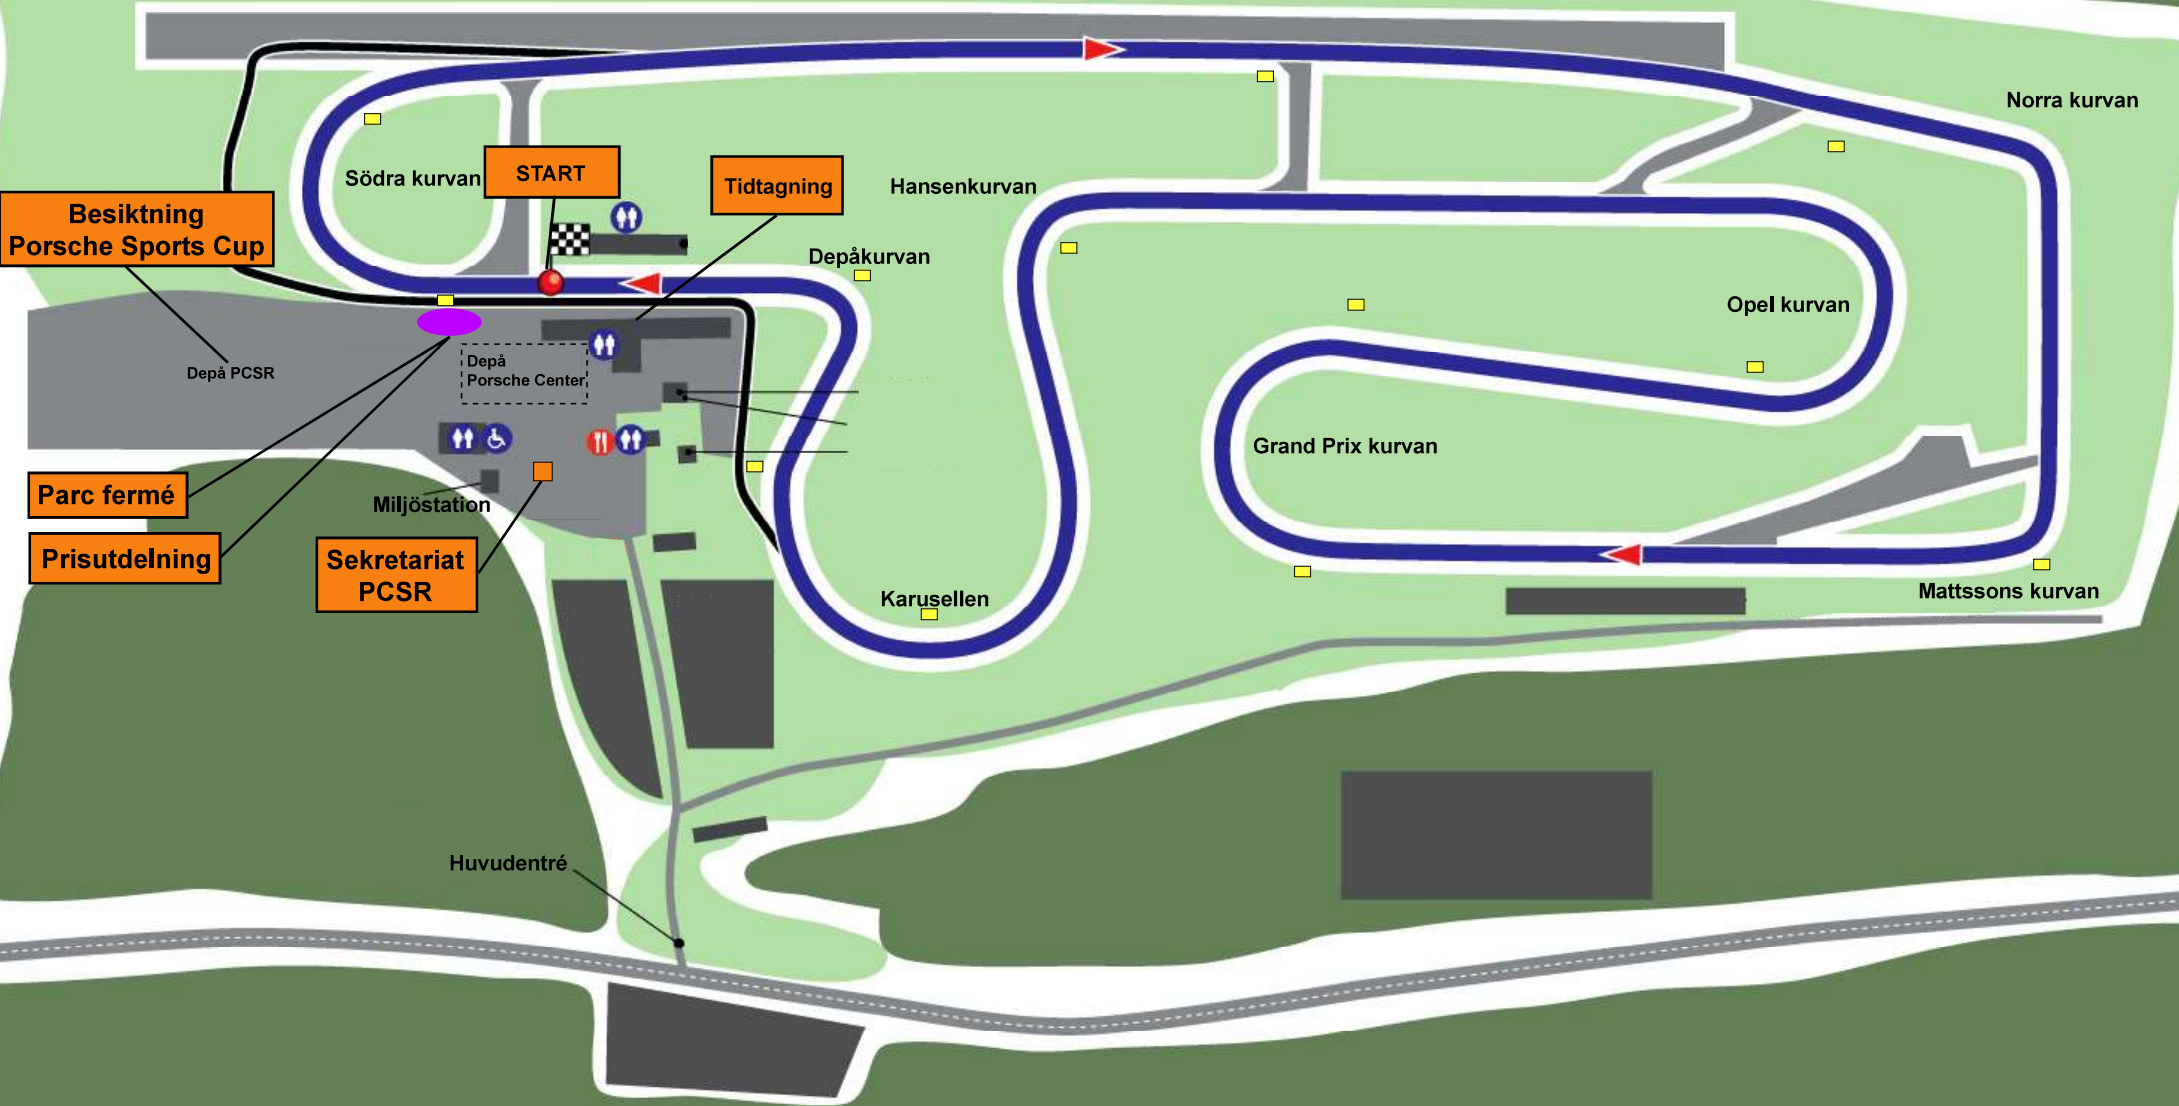 Norra kurvan
Södra kurvan
START
Tidtagning
Hansenkurvan
Besiktning
Porsche Sports Cup
Depåkurvan
Opel kurvan
Depå PCSR
Depå
Porsche Center
Grand Prix kurvan
Parc fermé
Miljöstation
Prisutdelning
Sekretariat
PCSR
Karusellen
Mattssons kurvan
Huvudentré